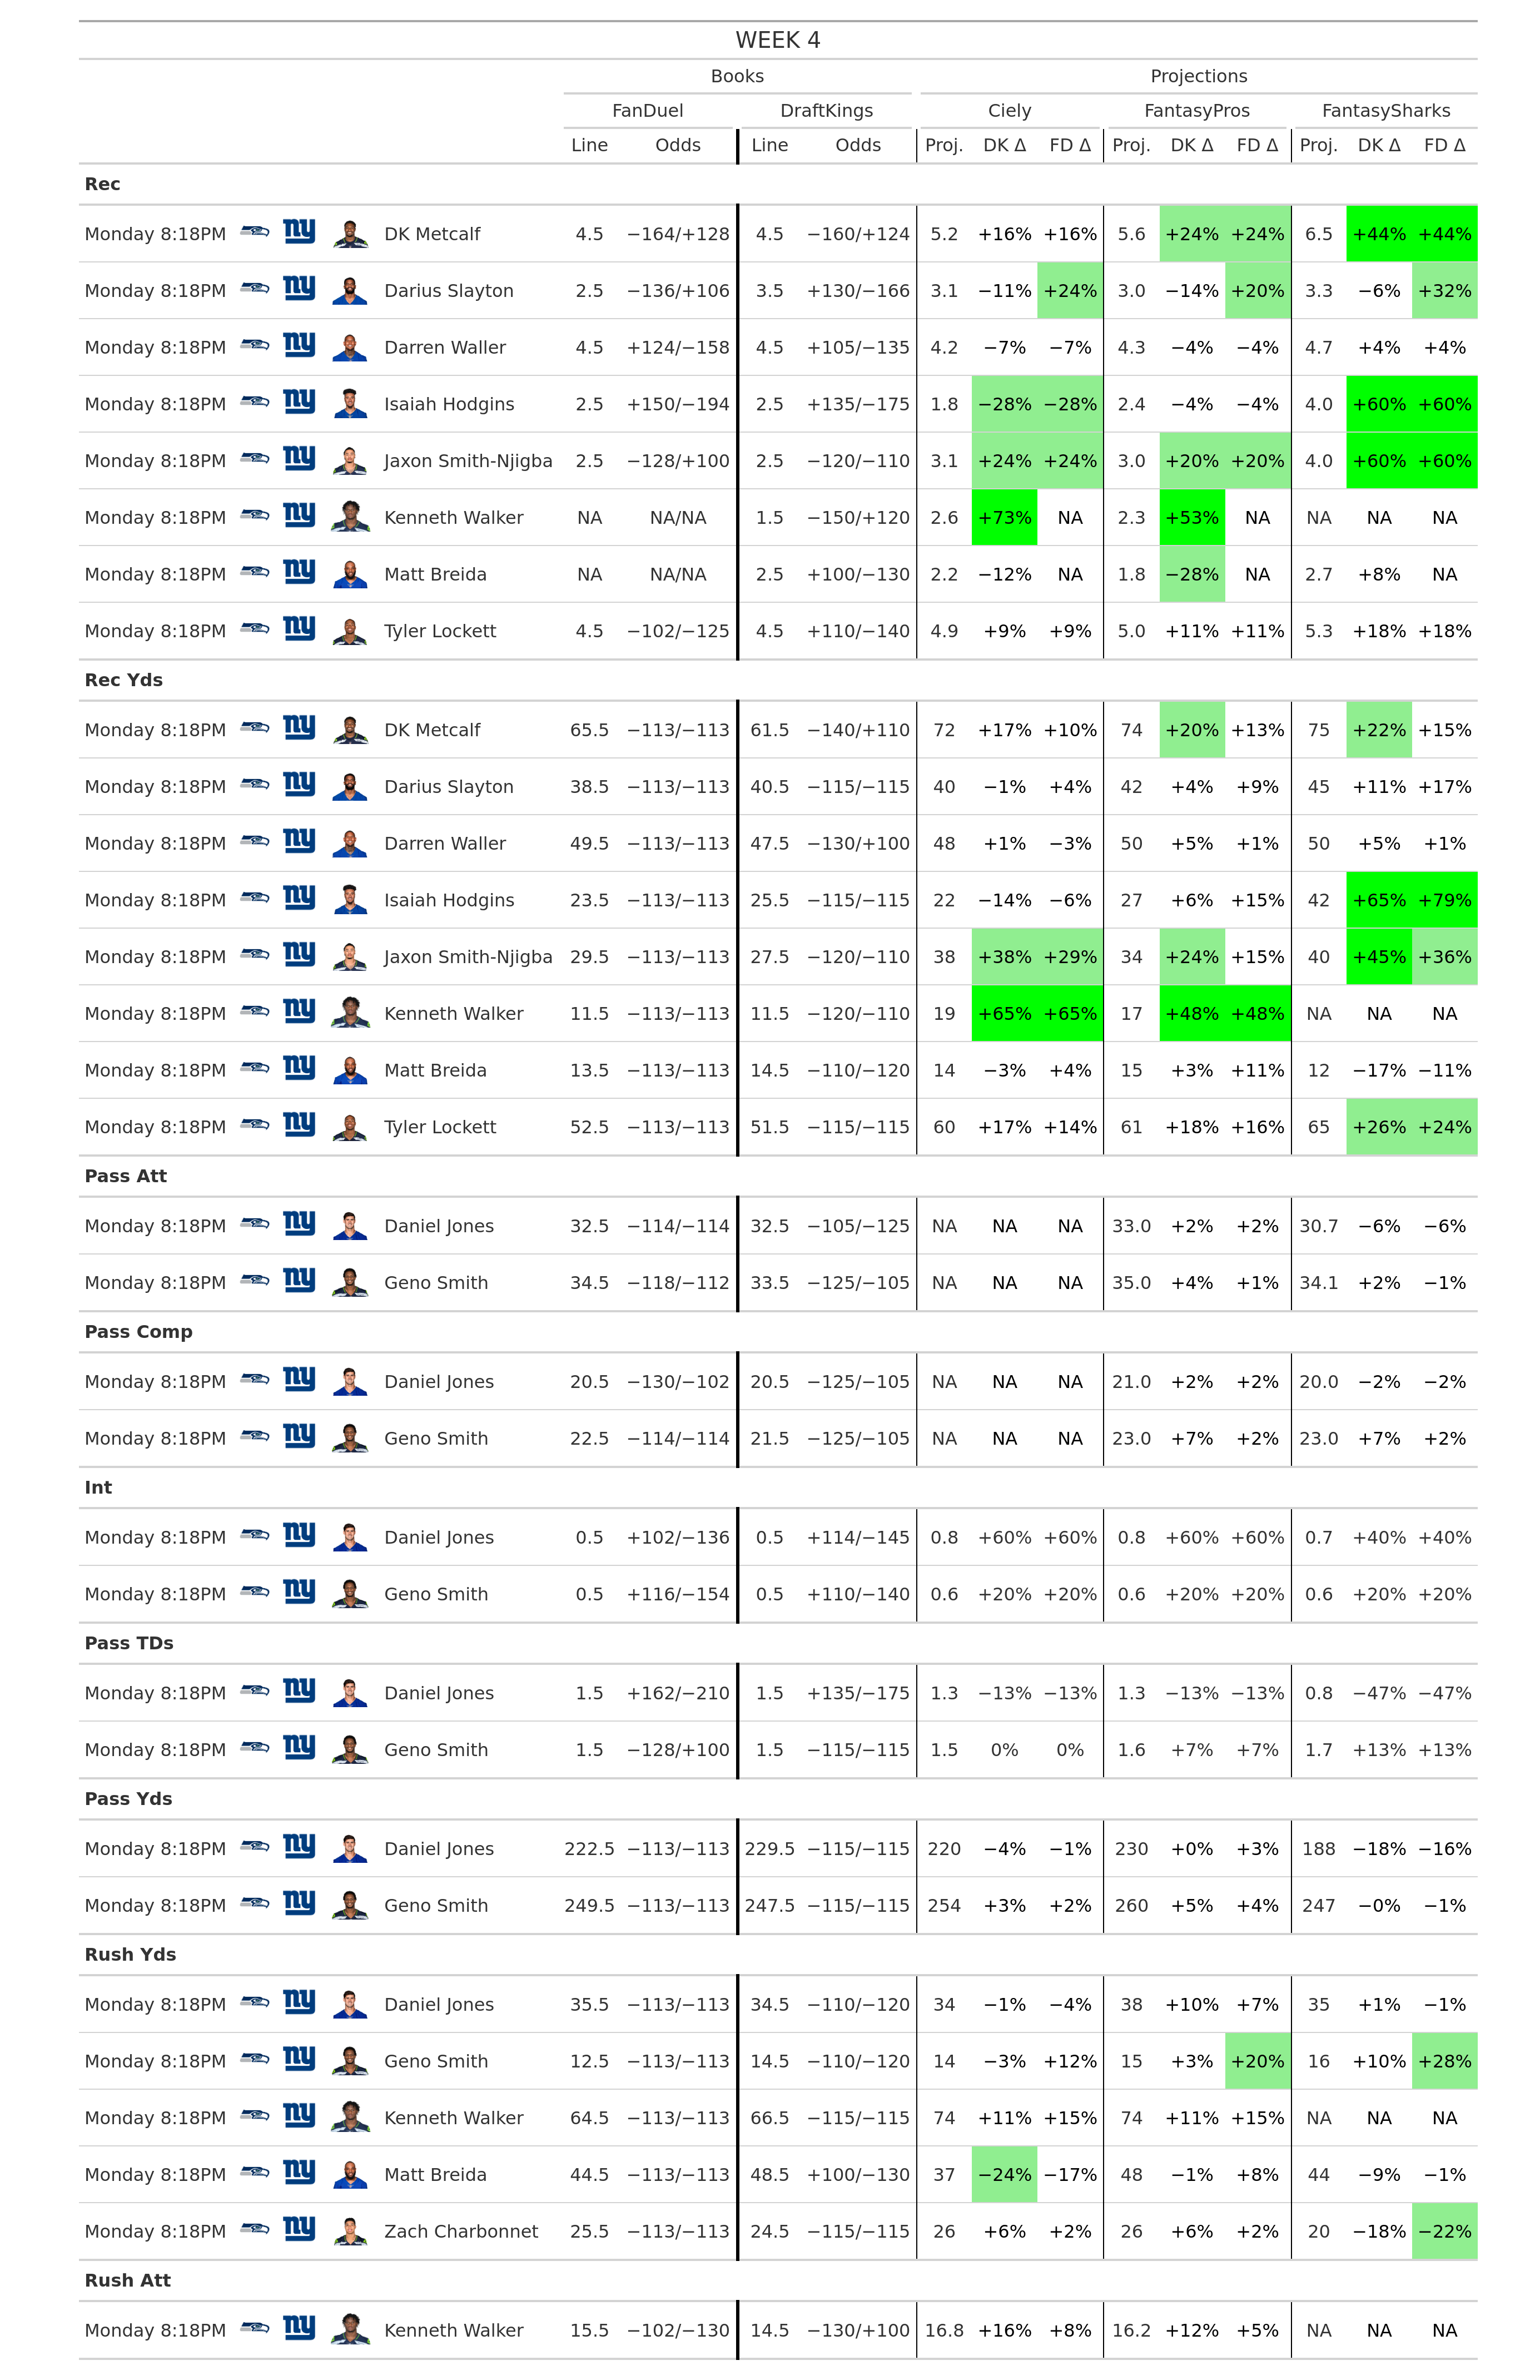 WEEK 4
Books Projections
FanDuel DraftKings Ciely FantasyPros FantasySharks
Line Odds Line Odds Proj. DK Δ FD Δ Proj. DK Δ FD Δ Proj. DK Δ FD Δ
Rec
Monday 8:18PM ny DK Metcalf 4.5 −164/+128 4.5 −160/+124 5.2 +16% +16% 5.6 +24% +24% 6.5 +44% +44%
Monday 8:18PM ny Darius Slayton 2.5 −136/+106 3.5 +130/−166 3.1 −11% +24% 3.0 −14% +20% 3.3 −6% +32%
Monday 8:18PM ny Darren Waller 4.5 +124/−158 4.5 +105/−135 4.2 −7% −7% 4.3 −4% −4% 4.7 +4% +4%
Monday 8:18PM ny Isaiah Hodgins 2.5 +150/−194 2.5 +135/−175 1.8 −28% −28% 2.4 −4% −4% 4.0 +60% +60%
Monday 8:18PM ny Jaxon Smith-Njigba 2.5 −128/+100 2.5 −120/−110 3.1 +24% +24% 3.0 +20% +20% 4.0 +60% +60%
Monday 8:18PM ny Kenneth Walker NA NA/NA 1.5 −150/+120 2.6 +73% NA 2.3 +53% NA NA NA NA
Monday 8:18PM ny Matt Breida NA NA/NA 2.5 +100/−130 2.2 −12% NA 1.8 −28% NA 2.7 +8% NA
Monday 8:18PM ny Tyler Lockett 4.5 −102/−125 4.5 +110/−140 4.9 +9% +9% 5.0 +11% +11% 5.3 +18% +18%
Rec Yds
Monday 8:18PM ny DK Metcalf 65.5 −113/−113 61.5 −140/+110 72 +17% +10% 74 +20% +13% 75 +22% +15%
Monday 8:18PM ny Darius Slayton 38.5 −113/−113 40.5 −115/−115 40 −1% +4% 42 +4% +9% 45 +11% +17%
Monday 8:18PM ny Darren Waller 49.5 −113/−113 47.5 −130/+100 48 +1% −3% 50 +5% +1% 50 +5% +1%
Monday 8:18PM ny Isaiah Hodgins 23.5 −113/−113 25.5 −115/−115 22 −14% −6% 27 +6% +15% 42 +65% +79%
Monday 8:18PM ny Jaxon Smith-Njigba 29.5 −113/−113 27.5 −120/−110 38 +38% +29% 34 +24% +15% 40 +45% +36%
Monday 8:18PM ny Kenneth Walker 11.5 −113/−113 11.5 −120/−110 19 +65% +65% 17 +48% +48% NA NA NA
Monday 8:18PM ny Matt Breida 13.5 −113/−113 14.5 −110/−120 14 −3% +4% 15 +3% +11% 12 −17% −11%
Monday 8:18PM ny Tyler Lockett 52.5 −113/−113 51.5 −115/−115 60 +17% +14% 61 +18% +16% 65 +26% +24%
Pass Att
Monday 8:18PM ny Daniel Jones 32.5 −114/−114 32.5 −105/−125 NA NA NA 33.0 +2% +2% 30.7 −6% −6%
Monday 8:18PM ny Geno Smith 34.5 −118/−112 33.5 −125/−105 NA NA NA 35.0 +4% +1% 34.1 +2% −1%
Pass Comp
Monday 8:18PM ny Daniel Jones 20.5 −130/−102 20.5 −125/−105 NA NA NA 21.0 +2% +2% 20.0 −2% −2%
Monday 8:18PM ny Geno Smith 22.5 −114/−114 21.5 −125/−105 NA NA NA 23.0 +7% +2% 23.0 +7% +2%
Int
Monday 8:18PM ny Daniel Jones 0.5 +102/−136 0.5 +114/−145 0.8 +60% +60% 0.8 +60% +60% 0.7 +40% +40%
Monday 8:18PM ny Geno Smith 0.5 +116/−154 0.5 +110/−140 0.6 +20% +20% 0.6 +20% +20% 0.6 +20% +20%
Pass TDs
Monday 8:18PM ny Daniel Jones 1.5 +162/−210 1.5 +135/−175 1.3 −13% −13% 1.3 −13% −13% 0.8 −47% −47%
Monday 8:18PM ny Geno Smith 1.5 −128/+100 1.5 −115/−115 1.5 0% 0% 1.6 +7% +7% 1.7 +13% +13%
Pass Yds
Monday 8:18PM ny Daniel Jones 222.5 −113/−113 229.5 −115/−115 220 −4% −1% 230 +0% +3% 188 −18% −16%
Monday 8:18PM ny Geno Smith 249.5 −113/−113 247.5 −115/−115 254 +3% +2% 260 +5% +4% 247 −0% −1%
Rush Yds
Monday 8:18PM ny Daniel Jones 35.5 −113/−113 34.5 −110/−120 34 −1% −4% 38 +10% +7% 35 +1% −1%
Monday 8:18PM ny Geno Smith 12.5 −113/−113 14.5 −110/−120 14 −3% +12% 15 +3% +20% 16 +10% +28%
Monday 8:18PM ny Kenneth Walker 64.5 −113/−113 66.5 −115/−115 74 +11% +15% 74 +11% +15% NA NA NA
Monday 8:18PM ny Matt Breida 44.5 −113/−113 48.5 +100/−130 37 −24% −17% 48 −1% +8% 44 −9% −1%
Monday 8:18PM ny Zach Charbonnet 25.5 −113/−113 24.5 −115/−115 26 +6% +2% 26 +6% +2% 20 −18% −22%
Rush Att
Monday 8:18PM ny Kenneth Walker 15.5 −102/−130 14.5 −130/+100 16.8 +16% +8% 16.2 +12% +5% NA NA NA